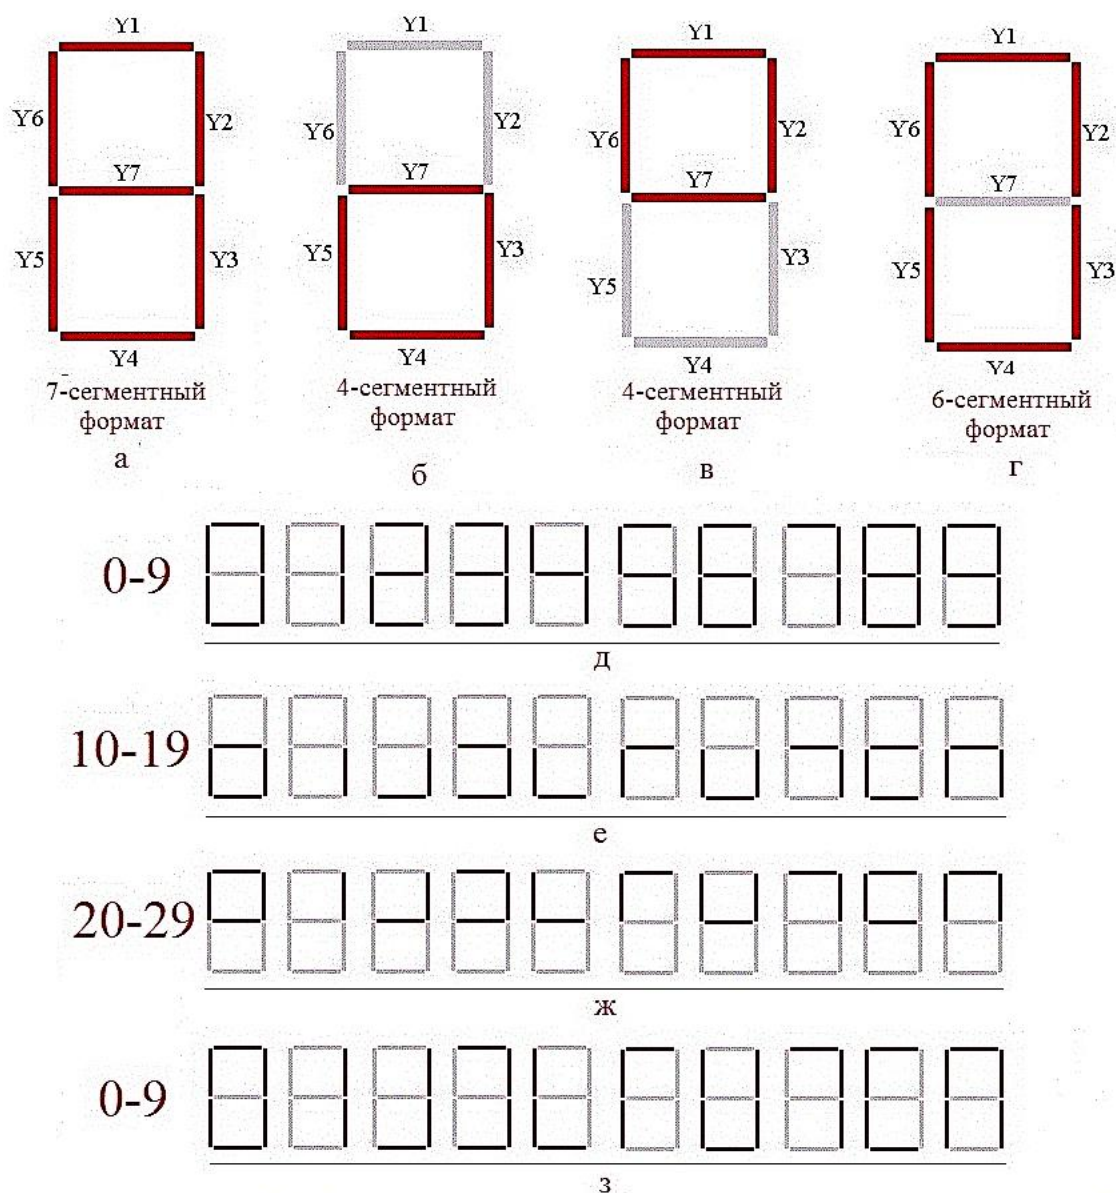 Y1 Y1 Y1 Y1
Y6 Y2 Y6 Y2 Y6 Y2 Y6 Y2
Y7 Y7 Y7 Y7
Y5 Y3 Y5 Y3 Y5 Y3 Y5 Y3
Y4 Y4 Y4 Y4
7-сегментный 4-сегментный 4-сегментный 6-сегментный
формат формат формат формат
а б в г
0-9
д
10-19
е
20-29
ж
0-9
з